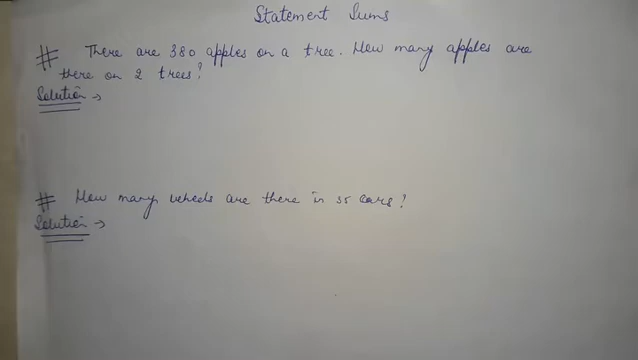 Statement Sums
# There are 380 apples on a tree. How many apples are
there on 2 trees?
Solution →
# How many wheels are there in 35 cars?
Solution →